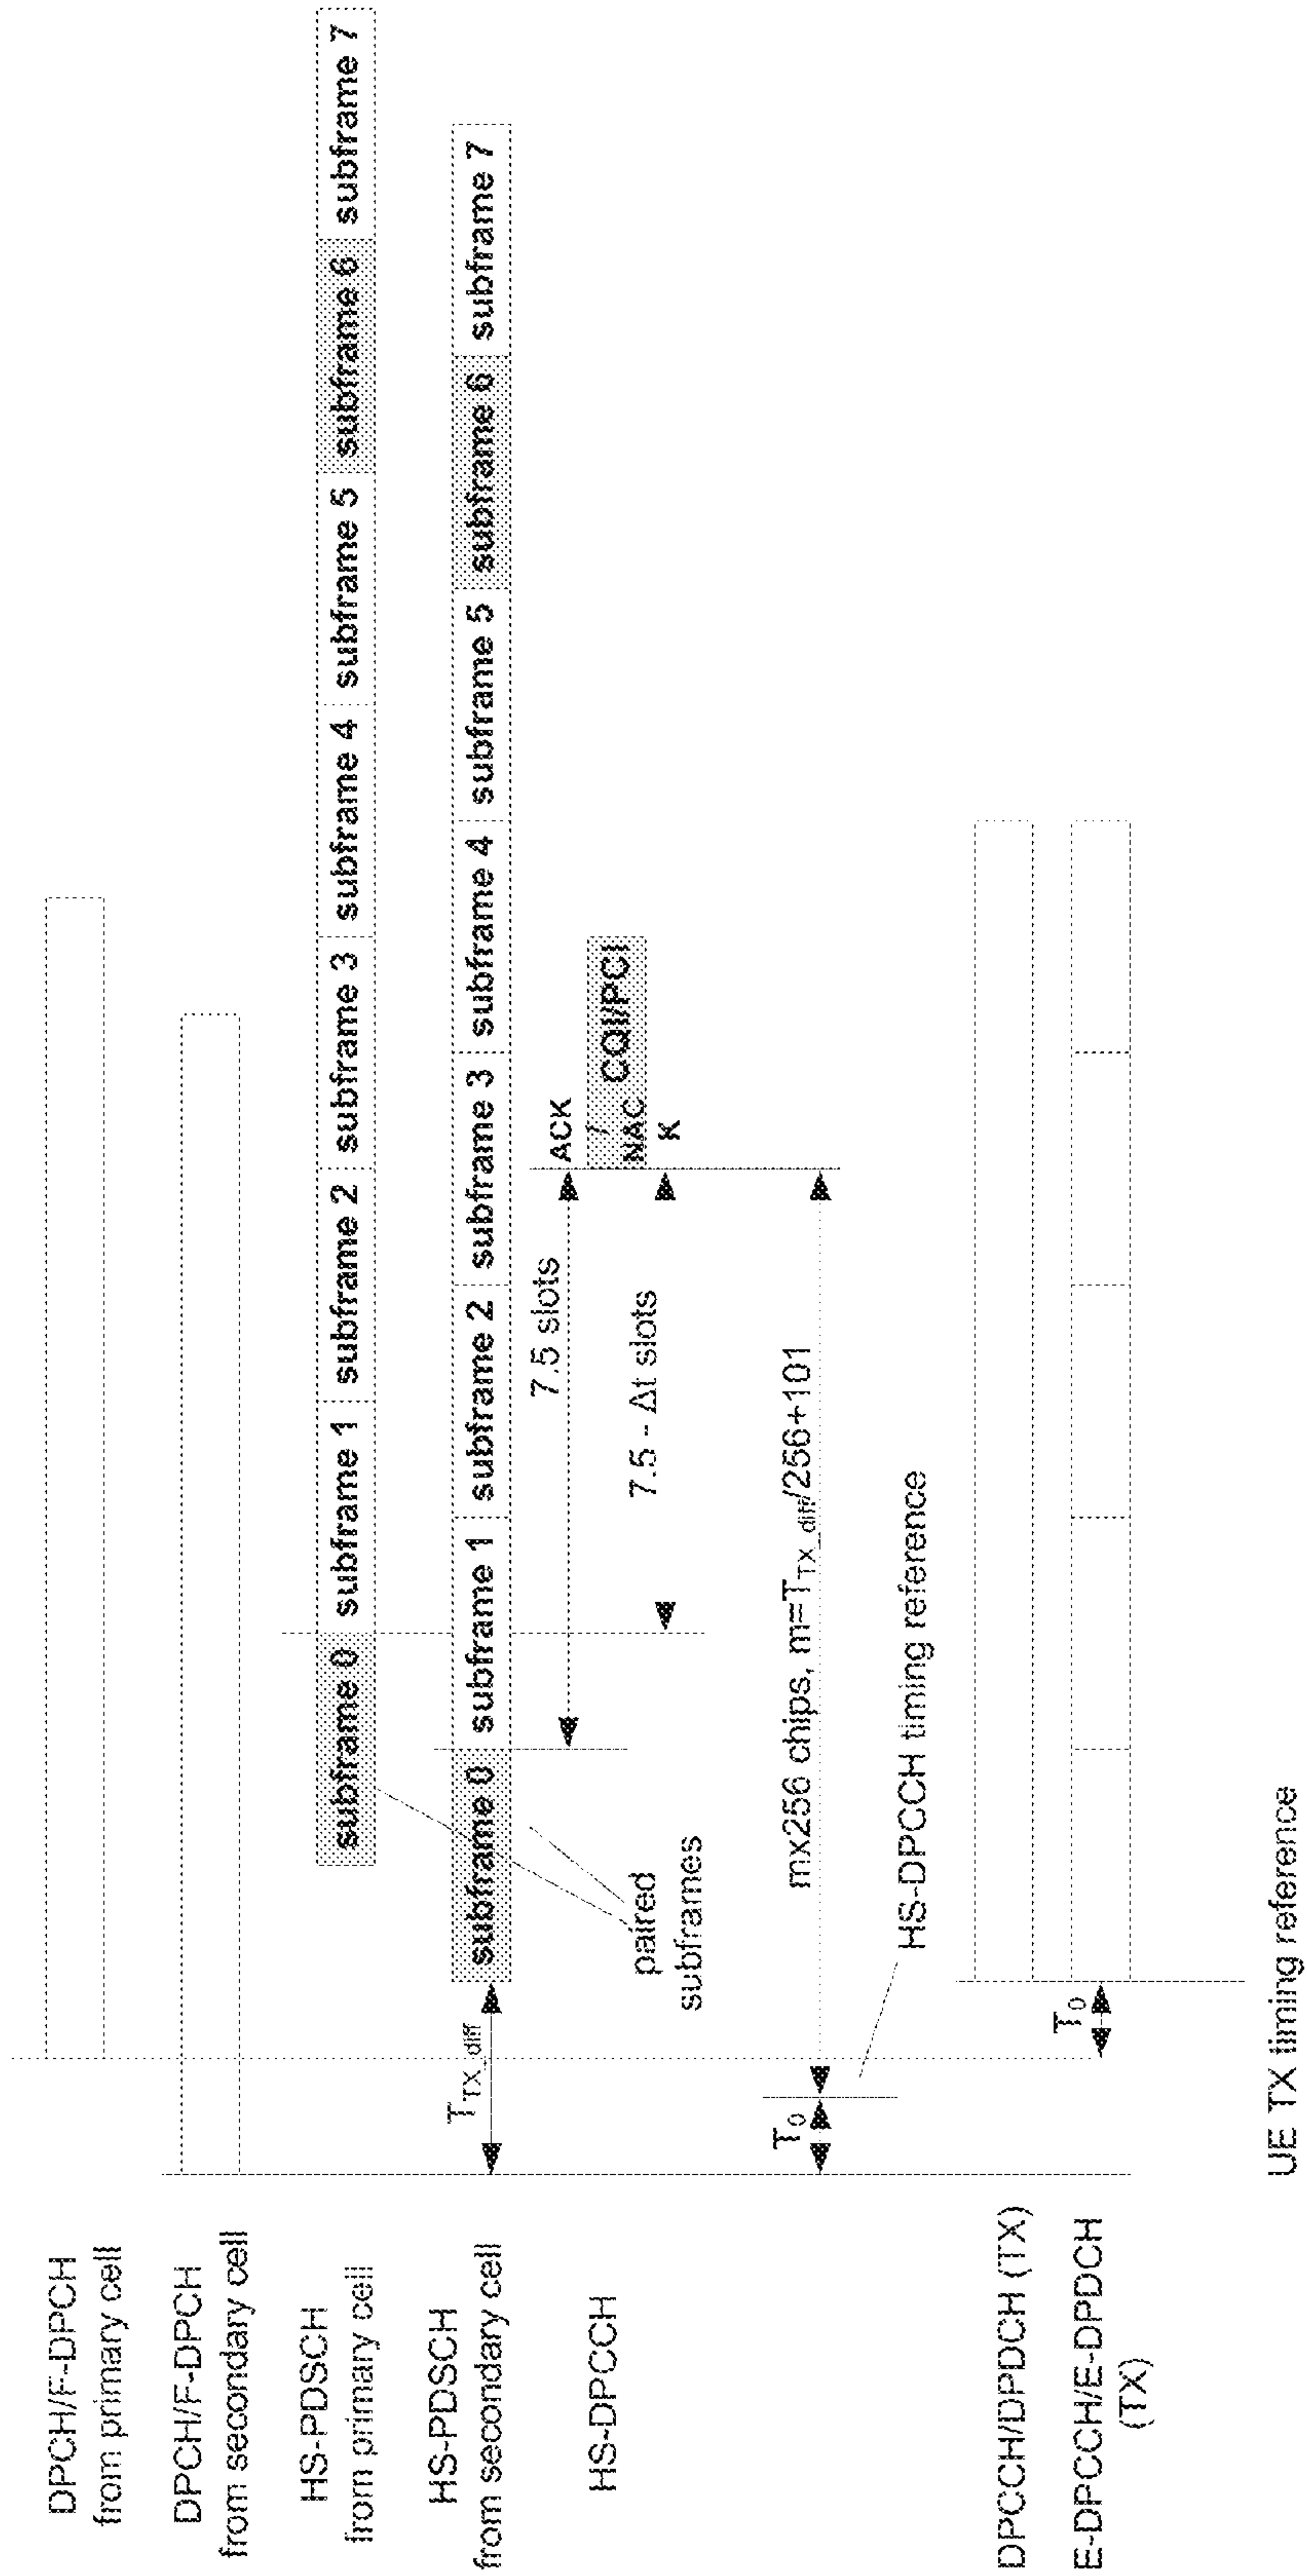 DPCH/F-DPCH
from primary cell
DPCH/F-DPCH
from secondary cell
HS-PDSCH
from primary cell
subframe 0 subframe 1 subframe 2 subframe 3 subframe 4 subframe 5 subframe 6 subframe 7
HS-PDSCH
from secondary cell
T_TX_diff
subframe 0 subframe 1 subframe 2 subframe 3 subframe 4 subframe 5 subframe 6 subframe 7
paired
subframes
HS-DPCCH
7.5 slots
7.5 - Δt slots
ACK
/
NAC
K
CQI/PCI
T0
mx256 chips, m=T_TX_diff/256+101
HS-DPCCH timing reference
DPCCH/DPDCH (TX)
E-DPCCH/E-DPDCH
(TX)
T0
UE TX timing reference